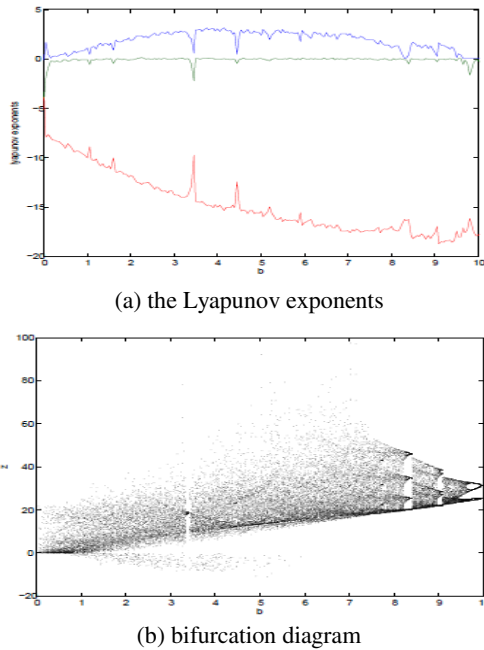 5
0
−5
−10
−15
−20
lyapunov exponents
0 1 2 3 4 5 6 7 8 9 10
b
(a) the Lyapunov exponents
100
80
60
40
20
0
−20
z
0 1 2 3 4 5 6 7 8 9 10
b
(b) bifurcation diagram